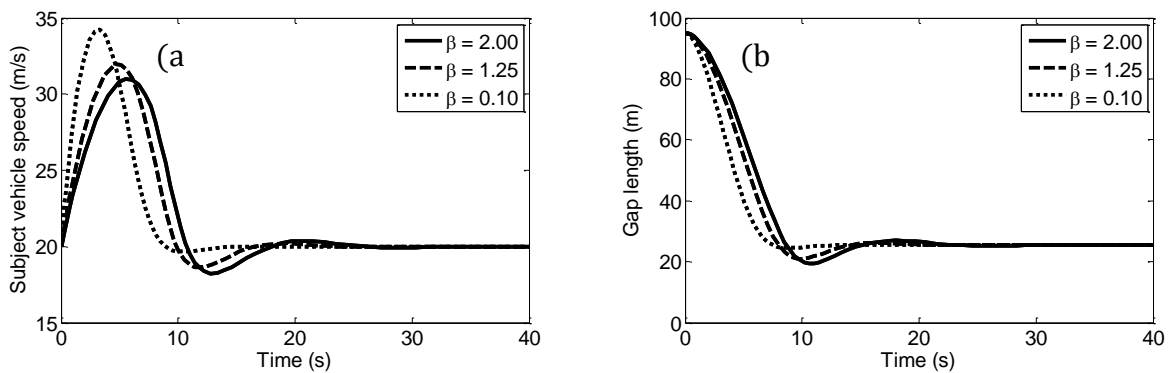 35
30
25
20
15
Subject vehicle speed (m/s)
(a
β = 2.00
β = 1.25
β = 0.10
0
10
20
30
40
Time (s)
100
80
60
40
20
0
Gap length (m)
(b
β = 2.00
β = 1.25
β = 0.10
0
10
20
30
40
Time (s)